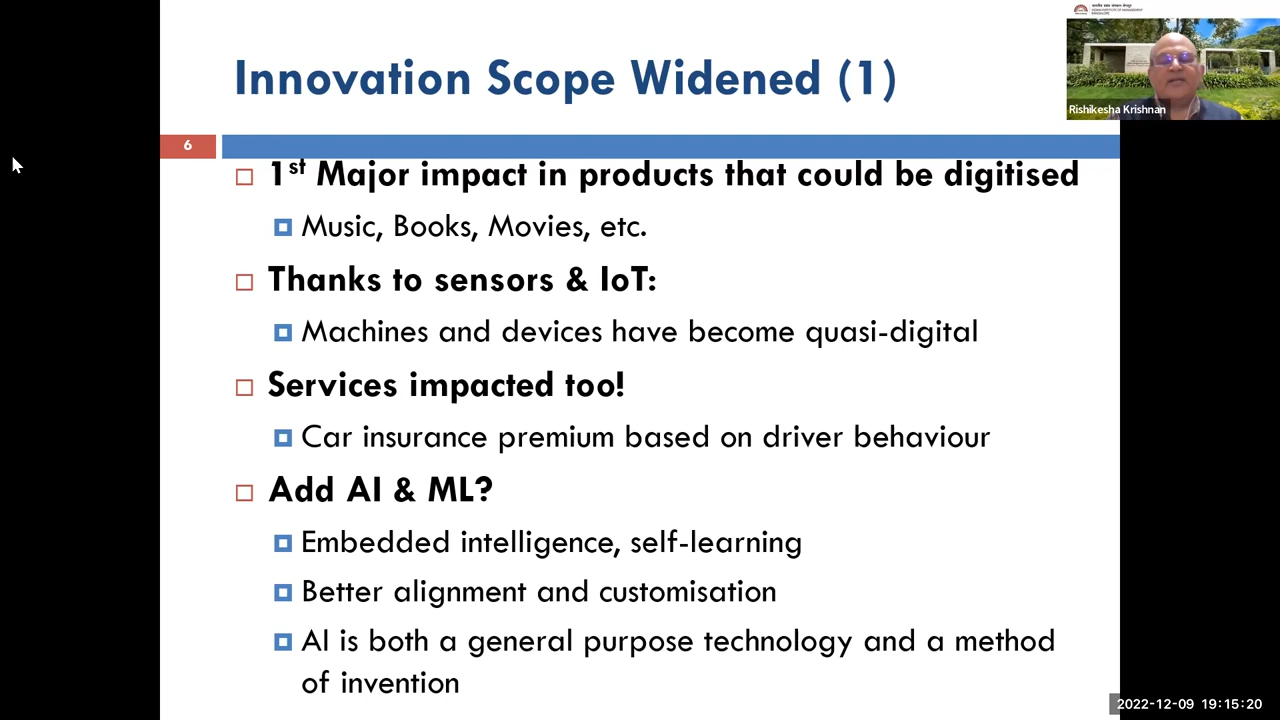 Innovation Scope Widened (1)
Rishikesha Krishnan
6
1st Major impact in products that could be digitised
Music, Books, Movies, etc.
Thanks to sensors & IoT:
Machines and devices have become quasi-digital
Services impacted too!
Car insurance premium based on driver behaviour
Add AI & ML?
Embedded intelligence, self-learning
Better alignment and customisation
AI is both a general purpose technology and a method
of invention
2022-12-09 19:15:20